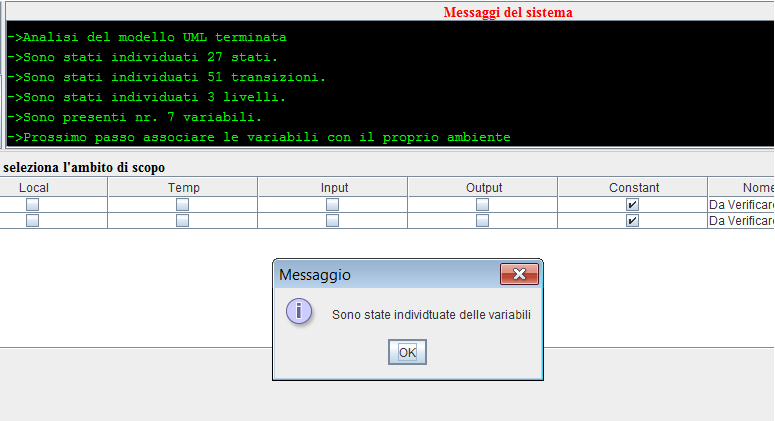 Messaggi del sistema
->Analisi del modello UML terminata
->Sono stati individuati 27 stati.
->Sono stati individuati 51 transizioni.
->Sono stati individuati 3 livelli.
->Sono presenti nr. 7 variabili.
->Prossimo passo associare le variabili con il proprio ambiente
seleziona l'ambito di scopo
Local Temp Input Output Constant Nome
Da Verificare
Da Verificare
Messaggio
Sono state individtuate delle variabili
OK